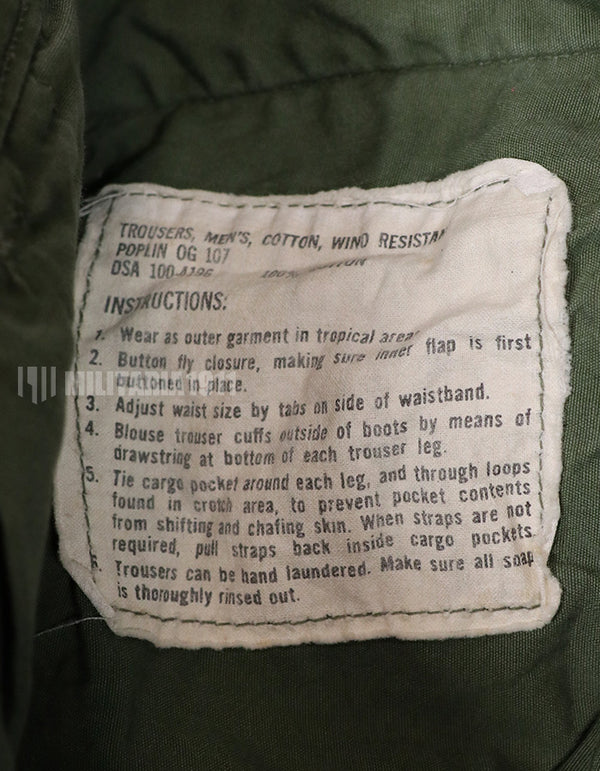 TROUSERS, MEN'S, COTTON, WIND RESISTA
POPLIN OG 107
DSA 100
INSTRUCTIONS:
1. Wear as outer garment in tropical area
2. Button fly closure, making sure inner flap is first
buttoned in place.
3. Adjust waist size by tabs on side of waistband.
4. Blouse trouser cuffs outside of boots by means of
drawstring at bottom of each trouser leg.
5. Tie cargo pocket around each leg, and through loops
found in crotch area, to prevent pocket contents
from shifting and chafing skin. When straps are not
required, pull straps back inside cargo pockets
6. Trousers can be hand laundered. Make sure all soap
is thoroughly rinsed out.